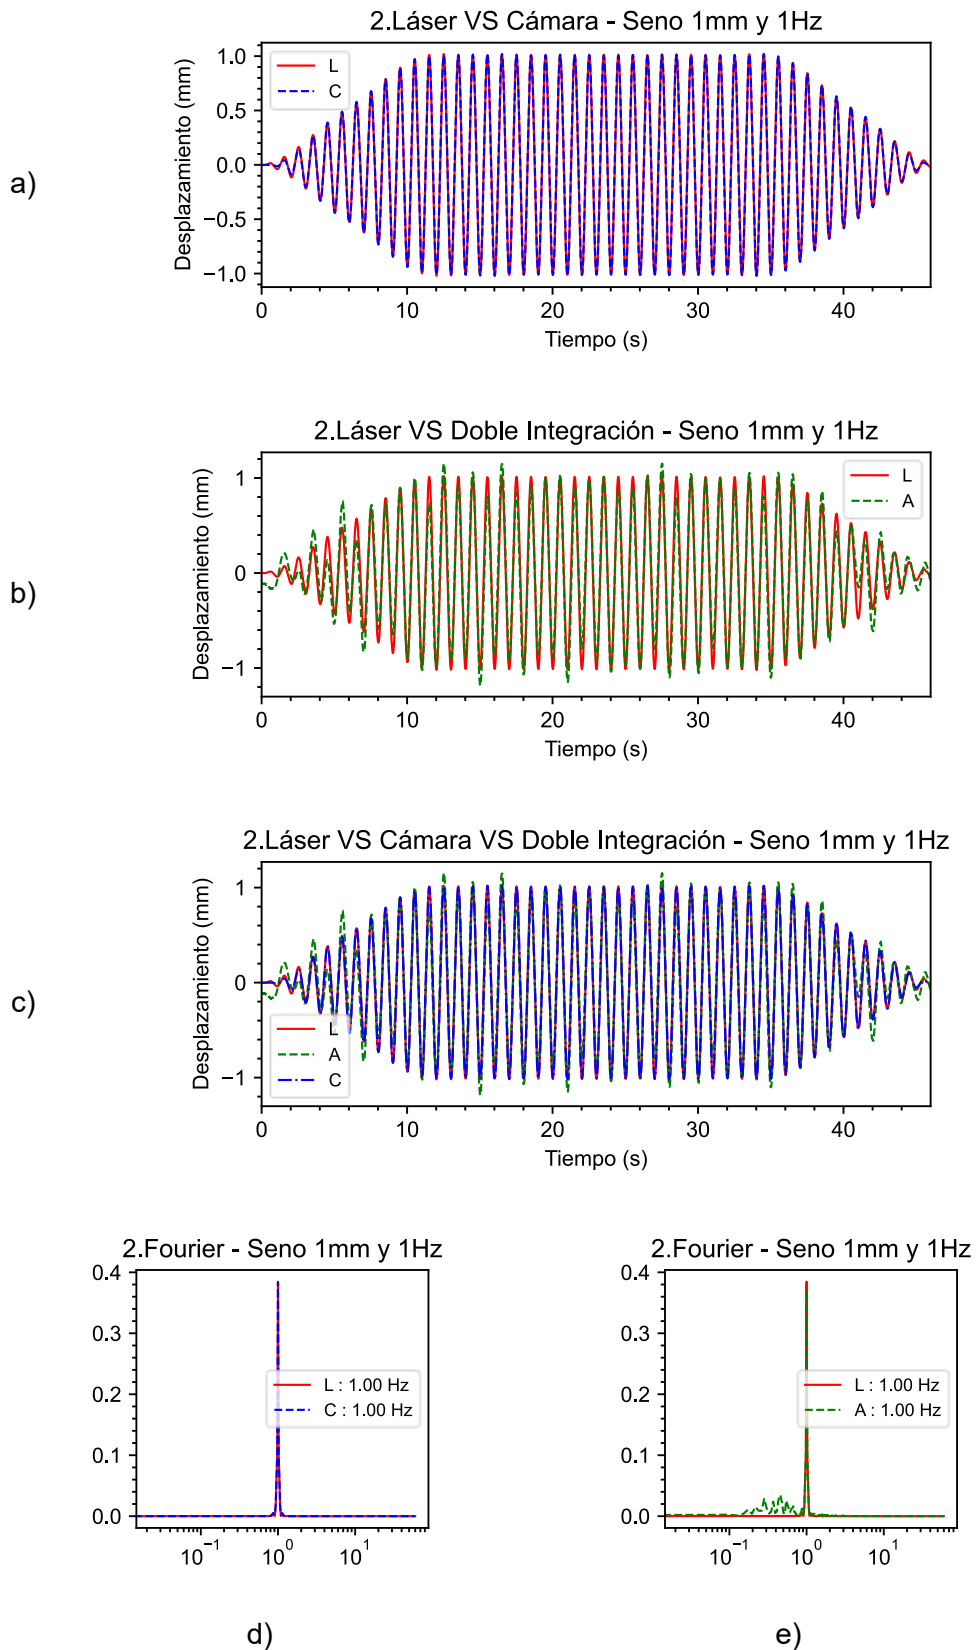 2.Láser VS Cámara - Seno 1mm y 1Hz
a)
Desplazamiento (mm)
1.0
0.5
0.0
−0.5
−1.0
L
C
0 20 40
Tiempo (s)
2.Láser VS Doble Integración - Seno 1mm y 1Hz
b)
Desplazamiento (mm)
1
0
−1
L
A
0 10 20 30 40
Tiempo (s)
2.Láser VS Cámara VS Doble Integración - Seno 1mm y 1Hz
c)
Desplazamiento (mm)
1
0
−1
L
A
C
0 10 20 30 40
Tiempo (s)
2.Fourier - Seno 1mm y 1Hz
0.4
0.3
0.2
0.1
0.0
L : 1.00 Hz
C : 1.00 Hz
10⁻¹ 10⁰ 10¹
d)
2.Fourier - Seno 1mm y 1Hz
0.4
0.3
0.2
0.1
0.0
L : 1.00 Hz
A : 1.00 Hz
10⁻¹ 10⁰ 10¹
e)